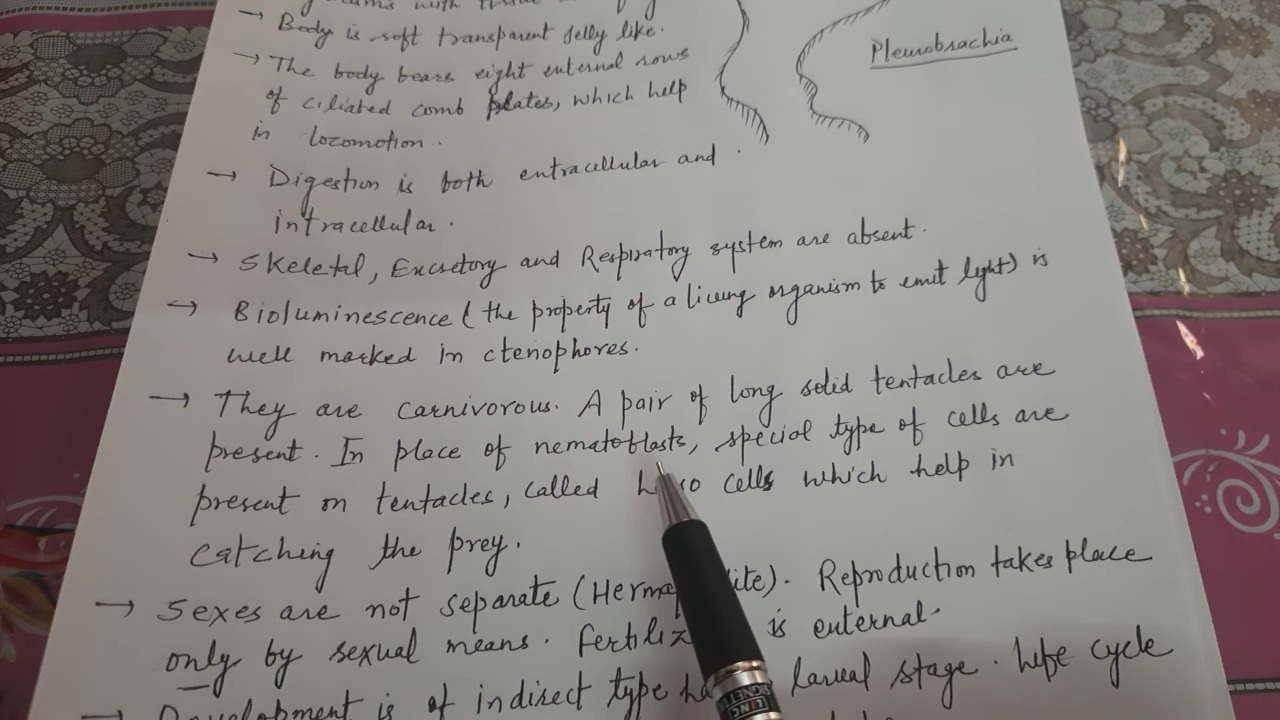 with
→ Body is soft transparent Jelly like.
→ The body bears eight external rows
of ciliated comb plates, which help
in locomotion.
Pleurobrachia
→ Digestion is both extracellular and
intracellular.
→ Skeletal, Excretory and Respiratory system are absent.
→ Bioluminescence (the property of a living organism to emit light) is
well marked in ctenophores.
→ They are carnivorous. A pair of long solid tentacles are
present. In place of nematoblasts, special type of cells are
present on tentacles, called cells which help in
catching the prey.
→ Sexes are not separate ( ). Reproduction takes place
only by sexual means. is external.
→ Development is of indirect type larval stage. life cycle